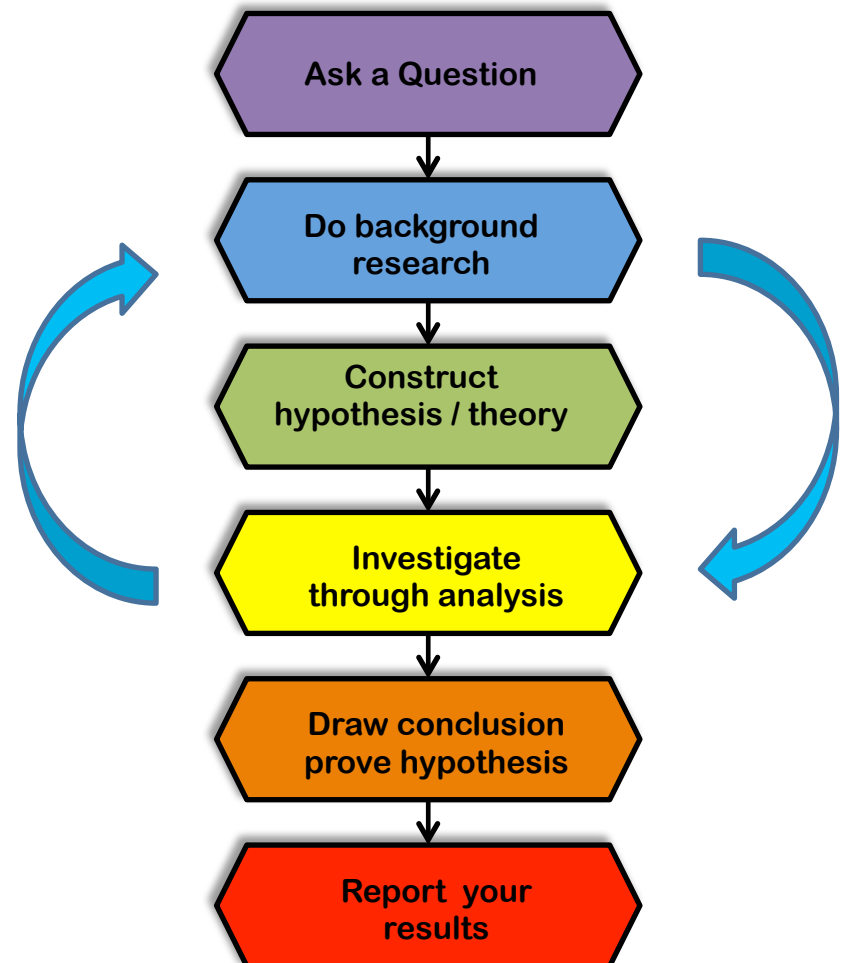 Ask a Question
Do background
research
Construct
hypothesis / theory
Investigate
through analysis
Draw conclusion
prove hypothesis
Report your
results